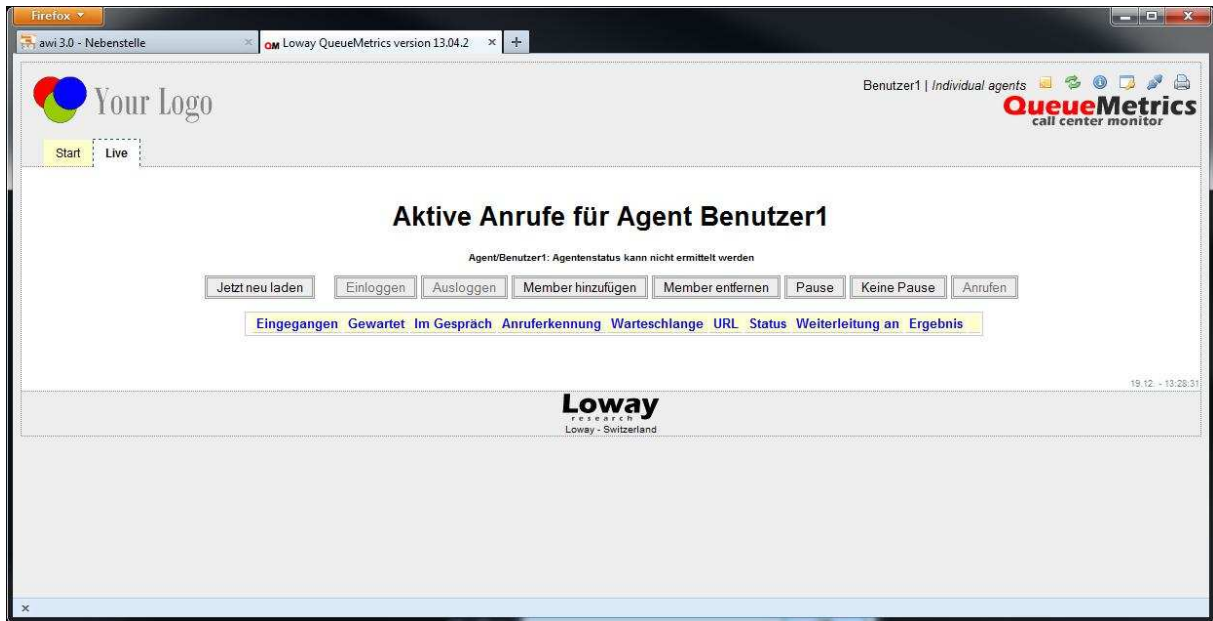 Firefox
awi 3.0 - Nebenstelle
QM Loway QueueMetrics version 13.04.2
Your Logo
Benutzer1 | Individual agents
QueueMetrics
call center monitor
Start Live
Aktive Anrufe für Agent Benutzer1
Agent/Benutzer1: Agentenstatus kann nicht ermittelt werden
Jetzt neu laden Einloggen Ausloggen Member hinzufügen Member entfernen Pause Keine Pause Anrufen
Eingegangen Gewartet Im Gespräch Anruferkennung Warteschlange URL Status Weiterleitung an Ergebnis
19.12. - 13:28:31
Loway
research
Loway - Switzerland